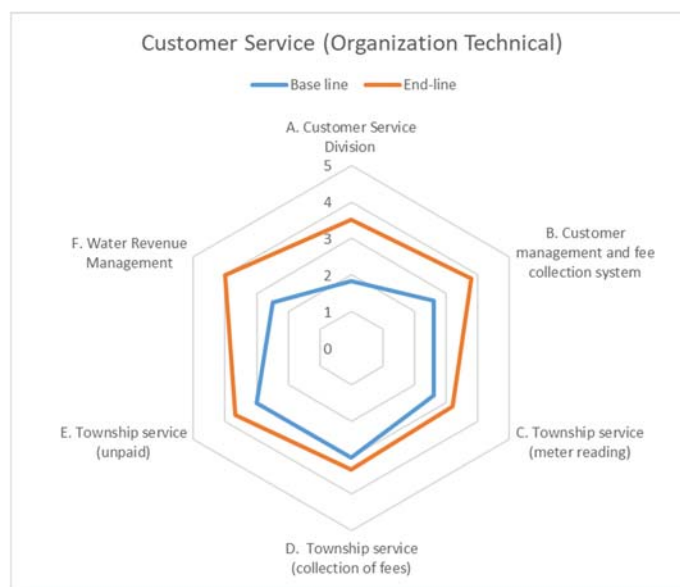 Customer Service (Organization Technical)
Base line
End-line
A. Customer Service
Division
5
4
3
2
1
0
B. Customer
management and fee
collection system
C. Township service
(meter reading)
D. Township service
(collection of fees)
E. Township service
(unpaid)
F. Water Revenue
Management